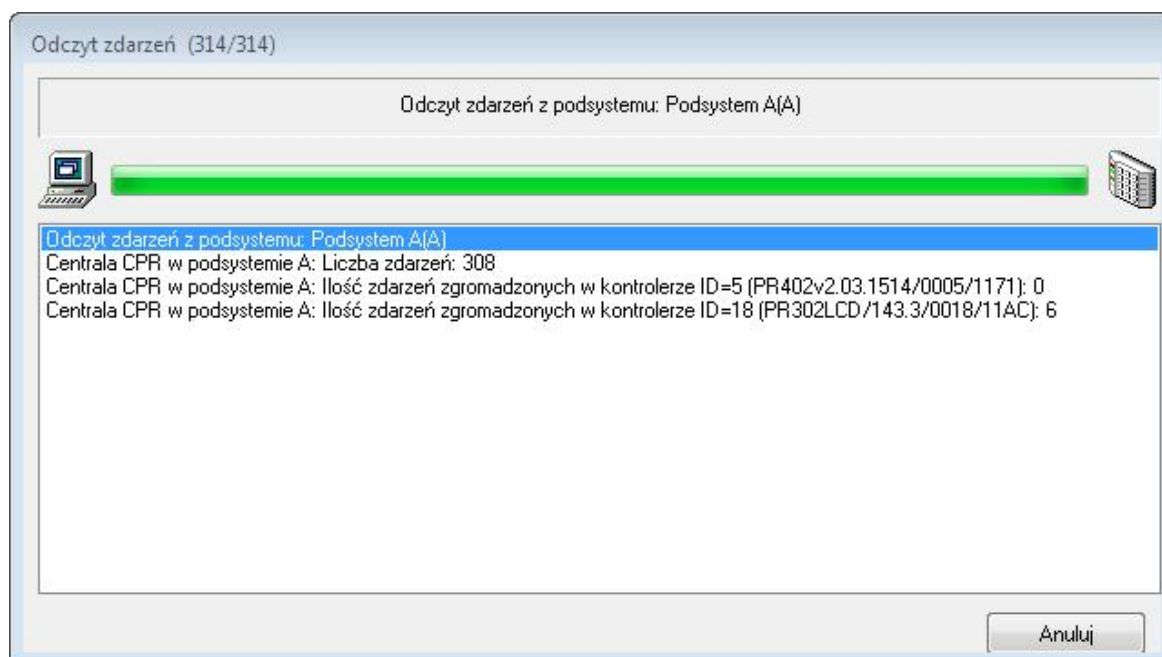 Odczyt zdarzeń (314/314)
Odczyt zdarzeń z podsystemu: Podsystem A(A)
Odczyt zdarzeń z podsystemu: Podsystem A(A)
Centrala CPR w podsystemie A: Liczba zdarzeń: 308
Centrala CPR w podsystemie A: Ilość zdarzeń zgromadzonych w kontrolerze ID=5 (PR402v2.03.1514/0005/1171): 0
Centrala CPR w podsystemie A: Ilość zdarzeń zgromadzonych w kontrolerze ID=18 (PR302LCD/143.3/0018/11AC): 6
Anuluj